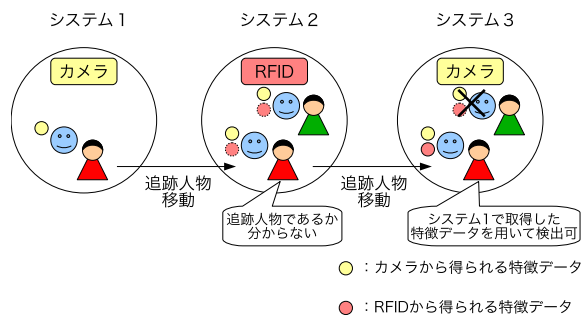 システム1
システム2
システム3
カメラ
RFID
カメラ
追跡人物
移動
追跡人物
移動
追跡人物であるか
分からない
システム1で取得した
特徴データを用いて検出可
：カメラから得られる特徴データ
：RFIDから得られる特徴データ